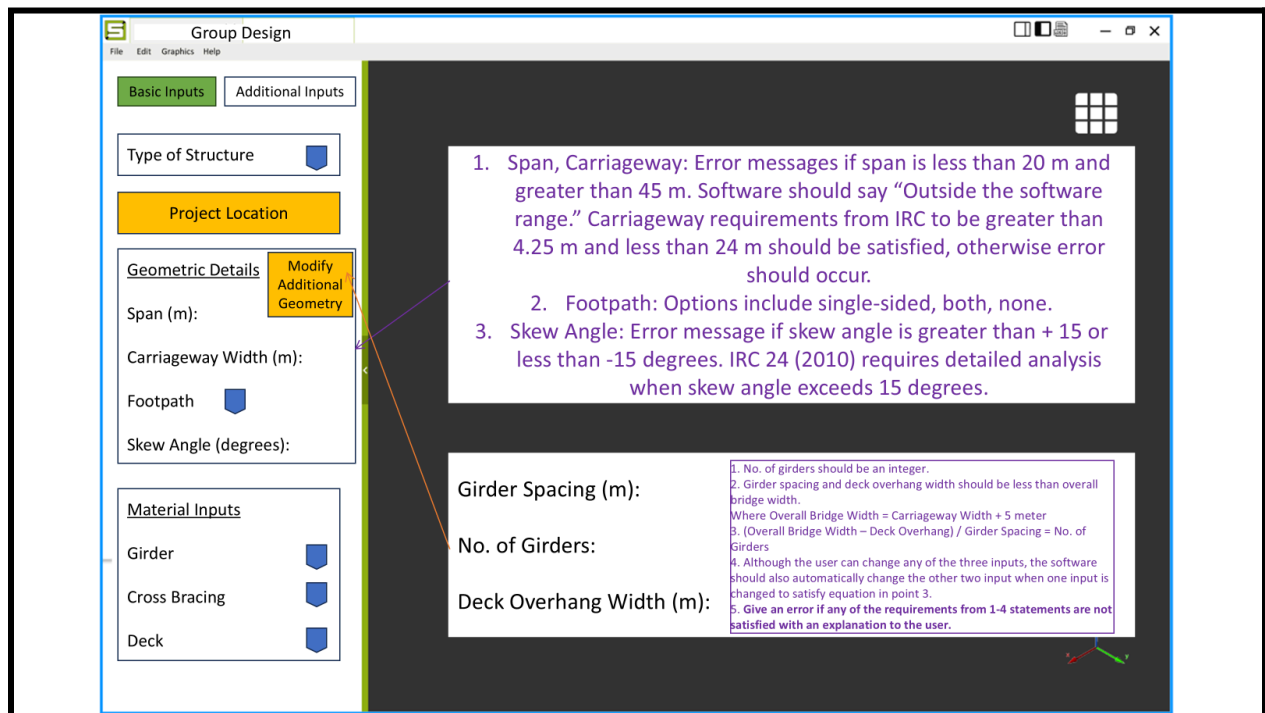 Group Design
File Edit Graphics Help
Basic Inputs
Additional Inputs
Type of Structure
Project Location
Geometric Details
Modify
Additional
Geometry
Span (m):
Carriageway Width (m):
Footpath
Skew Angle (degrees):
Material Inputs
Girder
Cross Bracing
Deck
1. Span, Carriageway: Error messages if span is less than 20 m and
greater than 45 m. Software should say “Outside the software
range.” Carriageway requirements from IRC to be greater than
4.25 m and less than 24 m should be satisfied, otherwise error
should occur.
2. Footpath: Options include single-sided, both, none.
3. Skew Angle: Error message if skew angle is greater than + 15 or
less than -15 degrees. IRC 24 (2010) requires detailed analysis
when skew angle exceeds 15 degrees.
Girder Spacing (m):
No. of Girders:
Deck Overhang Width (m):
1. No. of girders should be an integer.
2. Girder spacing and deck overhang width should be less than overall
bridge width.
Where Overall Bridge Width = Carriageway Width + 5 meter
3. (Overall Bridge Width – Deck Overhang) / Girder Spacing = No. of
Girders
4. Although the user can change any of the three inputs, the software
should also automatically change the other two input when one input is
changed to satisfy equation in point 3.
5. Give an error if any of the requirements from 1-4 statements are not
satisfied with an explanation to the user.
x
y